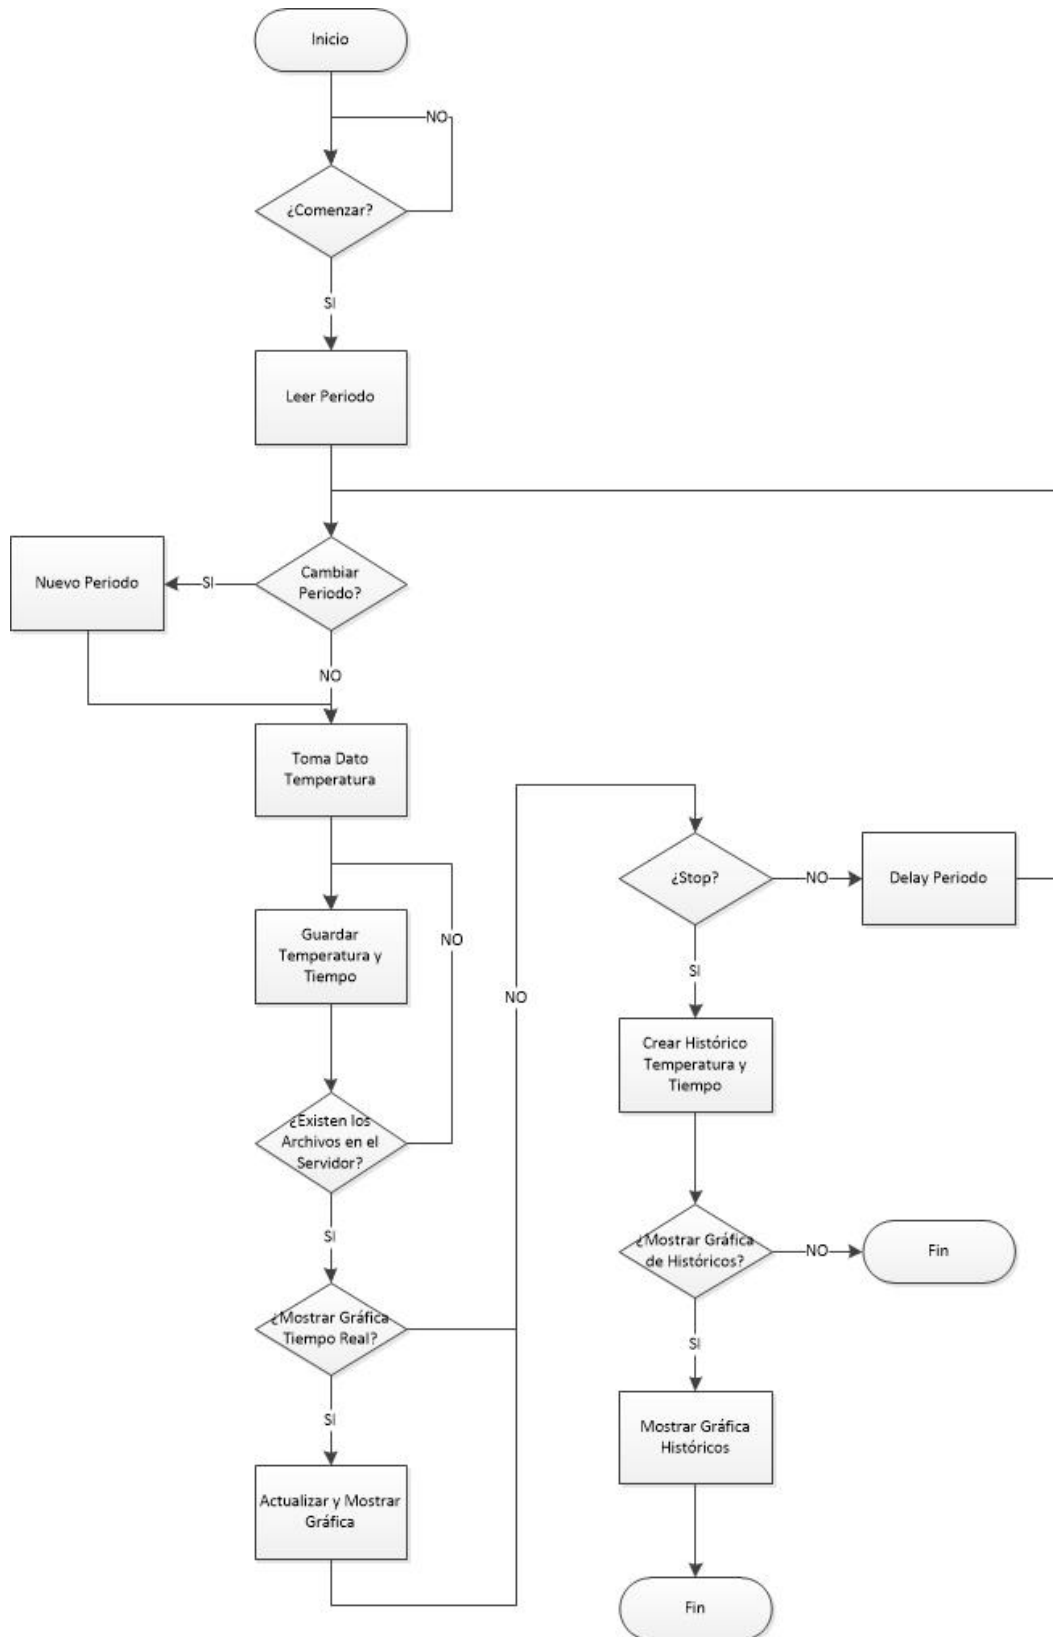 Inicio
NO
¿Comenzar?
SI
Leer Periodo
Cambiar
Periodo?
SI
Nuevo Periodo
NO
Toma Dato
Temperatura
Guardar
Temperatura y
Tiempo
NO
¿Existen los
Archivos en el
Servidor?
SI
¿Mostrar Gráfica
Tiempo Real?
NO
SI
Actualizar y Mostrar
Gráfica
¿Stop?
NO
Delay Periodo
SI
Crear Histórico
Temperatura y
Tiempo
¿Mostrar Gráfica
de Históricos?
NO
Fin
SI
Mostrar Gráfica
Históricos
Fin